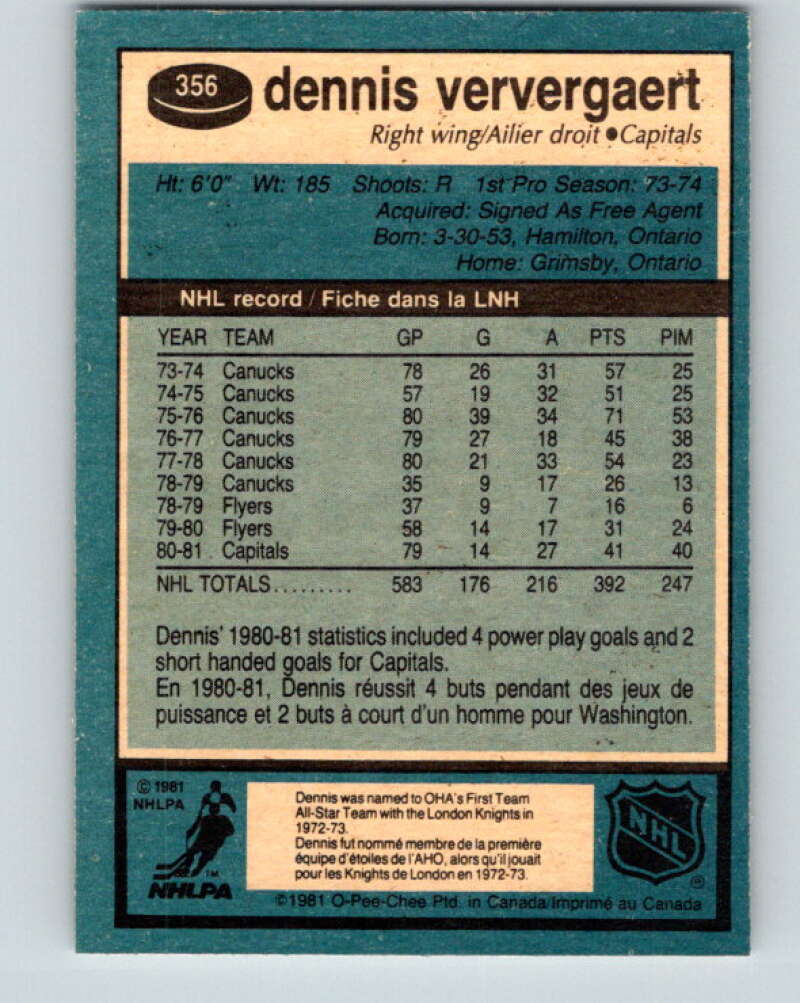 356 dennis ververgaert
Right wing/Ailier droit • Capitals
Ht: 6'0" Wt: 185 Shoots: R 1st Pro Season: 73-74
Acquired: Signed As Free Agent
Born: 3-30-53, Hamilton, Ontario
Home: Grimsby, Ontario
NHL record / Fiche dans la LNH
YEAR TEAM GP G A PTS PIM
73-74 Canucks 78 26 31 57 25
74-75 Canucks 57 19 32 51 25
75-76 Canucks 80 39 34 71 53
76-77 Canucks 79 27 18 45 38
77-78 Canucks 80 21 33 54 23
78-79 Canucks 35 9 17 26 13
78-79 Flyers 37 9 7 16 6
79-80 Flyers 58 14 17 31 24
80-81 Capitals 79 14 27 41 40
NHL TOTALS......... 583 176 216 392 247
Dennis' 1980-81 statistics included 4 power play goals and 2
short handed goals for Capitals.
En 1980-81, Dennis réussit 4 buts pendant des jeux de
puissance et 2 buts à court d'un homme pour Washington.
© 1981
NHLPA
TM
NHLPA
Dennis was named to OHA's First Team
All-Star Team with the London Knights in
1972-73.
Dennis fut nommé membre de la première
équipe d'étoiles de l'AHO, alors qu'il jouait
pour les Knights de London en 1972-73.
NHL
®
© 1981 O-Pee-Chee Ptd. in Canada/Imprimé au Canada